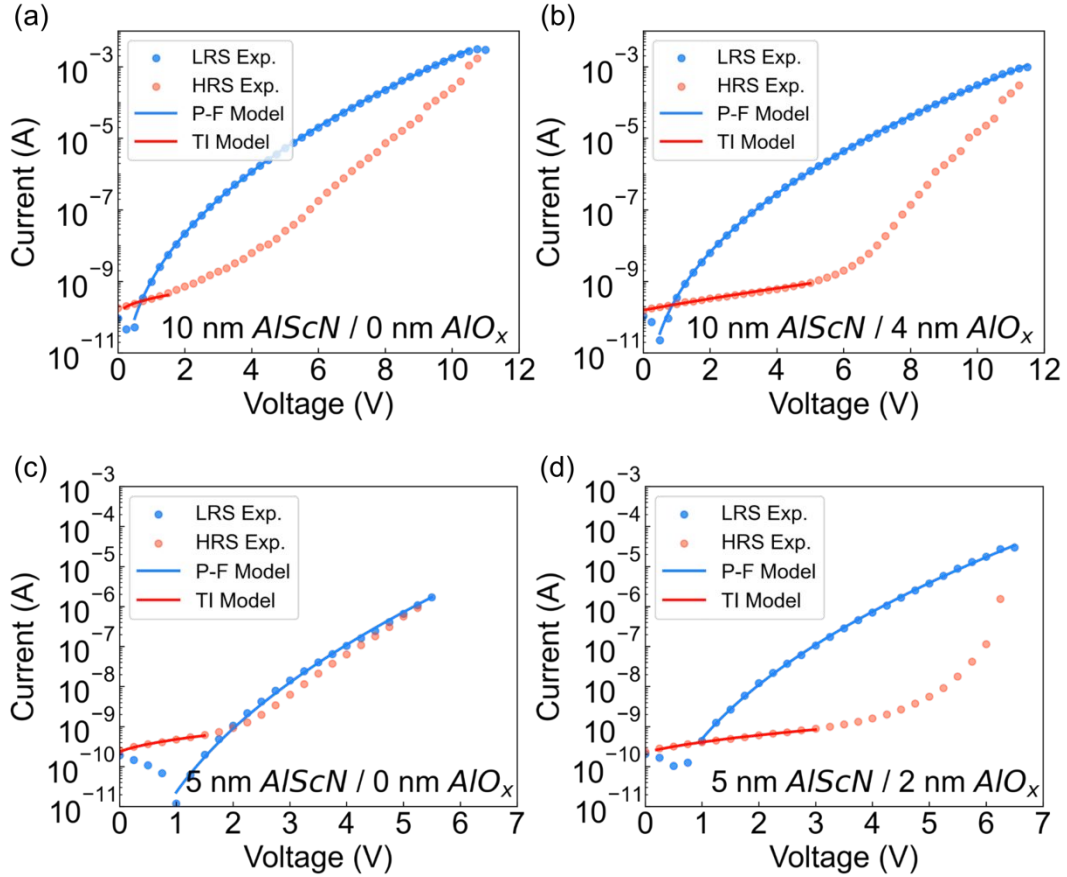 (a)
LRS Exp.
HRS Exp.
P-F Model
TI Model
Current (A)
10⁻³
10⁻⁵
10⁻⁷
10⁻⁹
10⁻¹¹
10 nm AlScN / 0 nm AlOₓ
0 2 4 6 8 10 12
Voltage (V)
(b)
LRS Exp.
HRS Exp.
P-F Model
TI Model
Current (A)
10⁻³
10⁻⁵
10⁻⁷
10⁻⁹
10⁻¹¹
10 nm AlScN / 4 nm AlOₓ
0 2 4 6 8 10 12
Voltage (V)
(c)
LRS Exp.
HRS Exp.
P-F Model
TI Model
Current (A)
10⁻³
10⁻⁴
10⁻⁵
10⁻⁶
10⁻⁷
10⁻⁸
10⁻⁹
10⁻¹⁰
10⁻¹¹
5 nm AlScN / 0 nm AlOₓ
0 1 2 3 4 5 6 7
Voltage (V)
(d)
LRS Exp.
HRS Exp.
P-F Model
TI Model
Current (A)
10⁻³
10⁻⁴
10⁻⁵
10⁻⁶
10⁻⁷
10⁻⁸
10⁻⁹
10⁻¹⁰
10⁻¹¹
5 nm AlScN / 2 nm AlOₓ
0 1 2 3 4 5 6 7
Voltage (V)